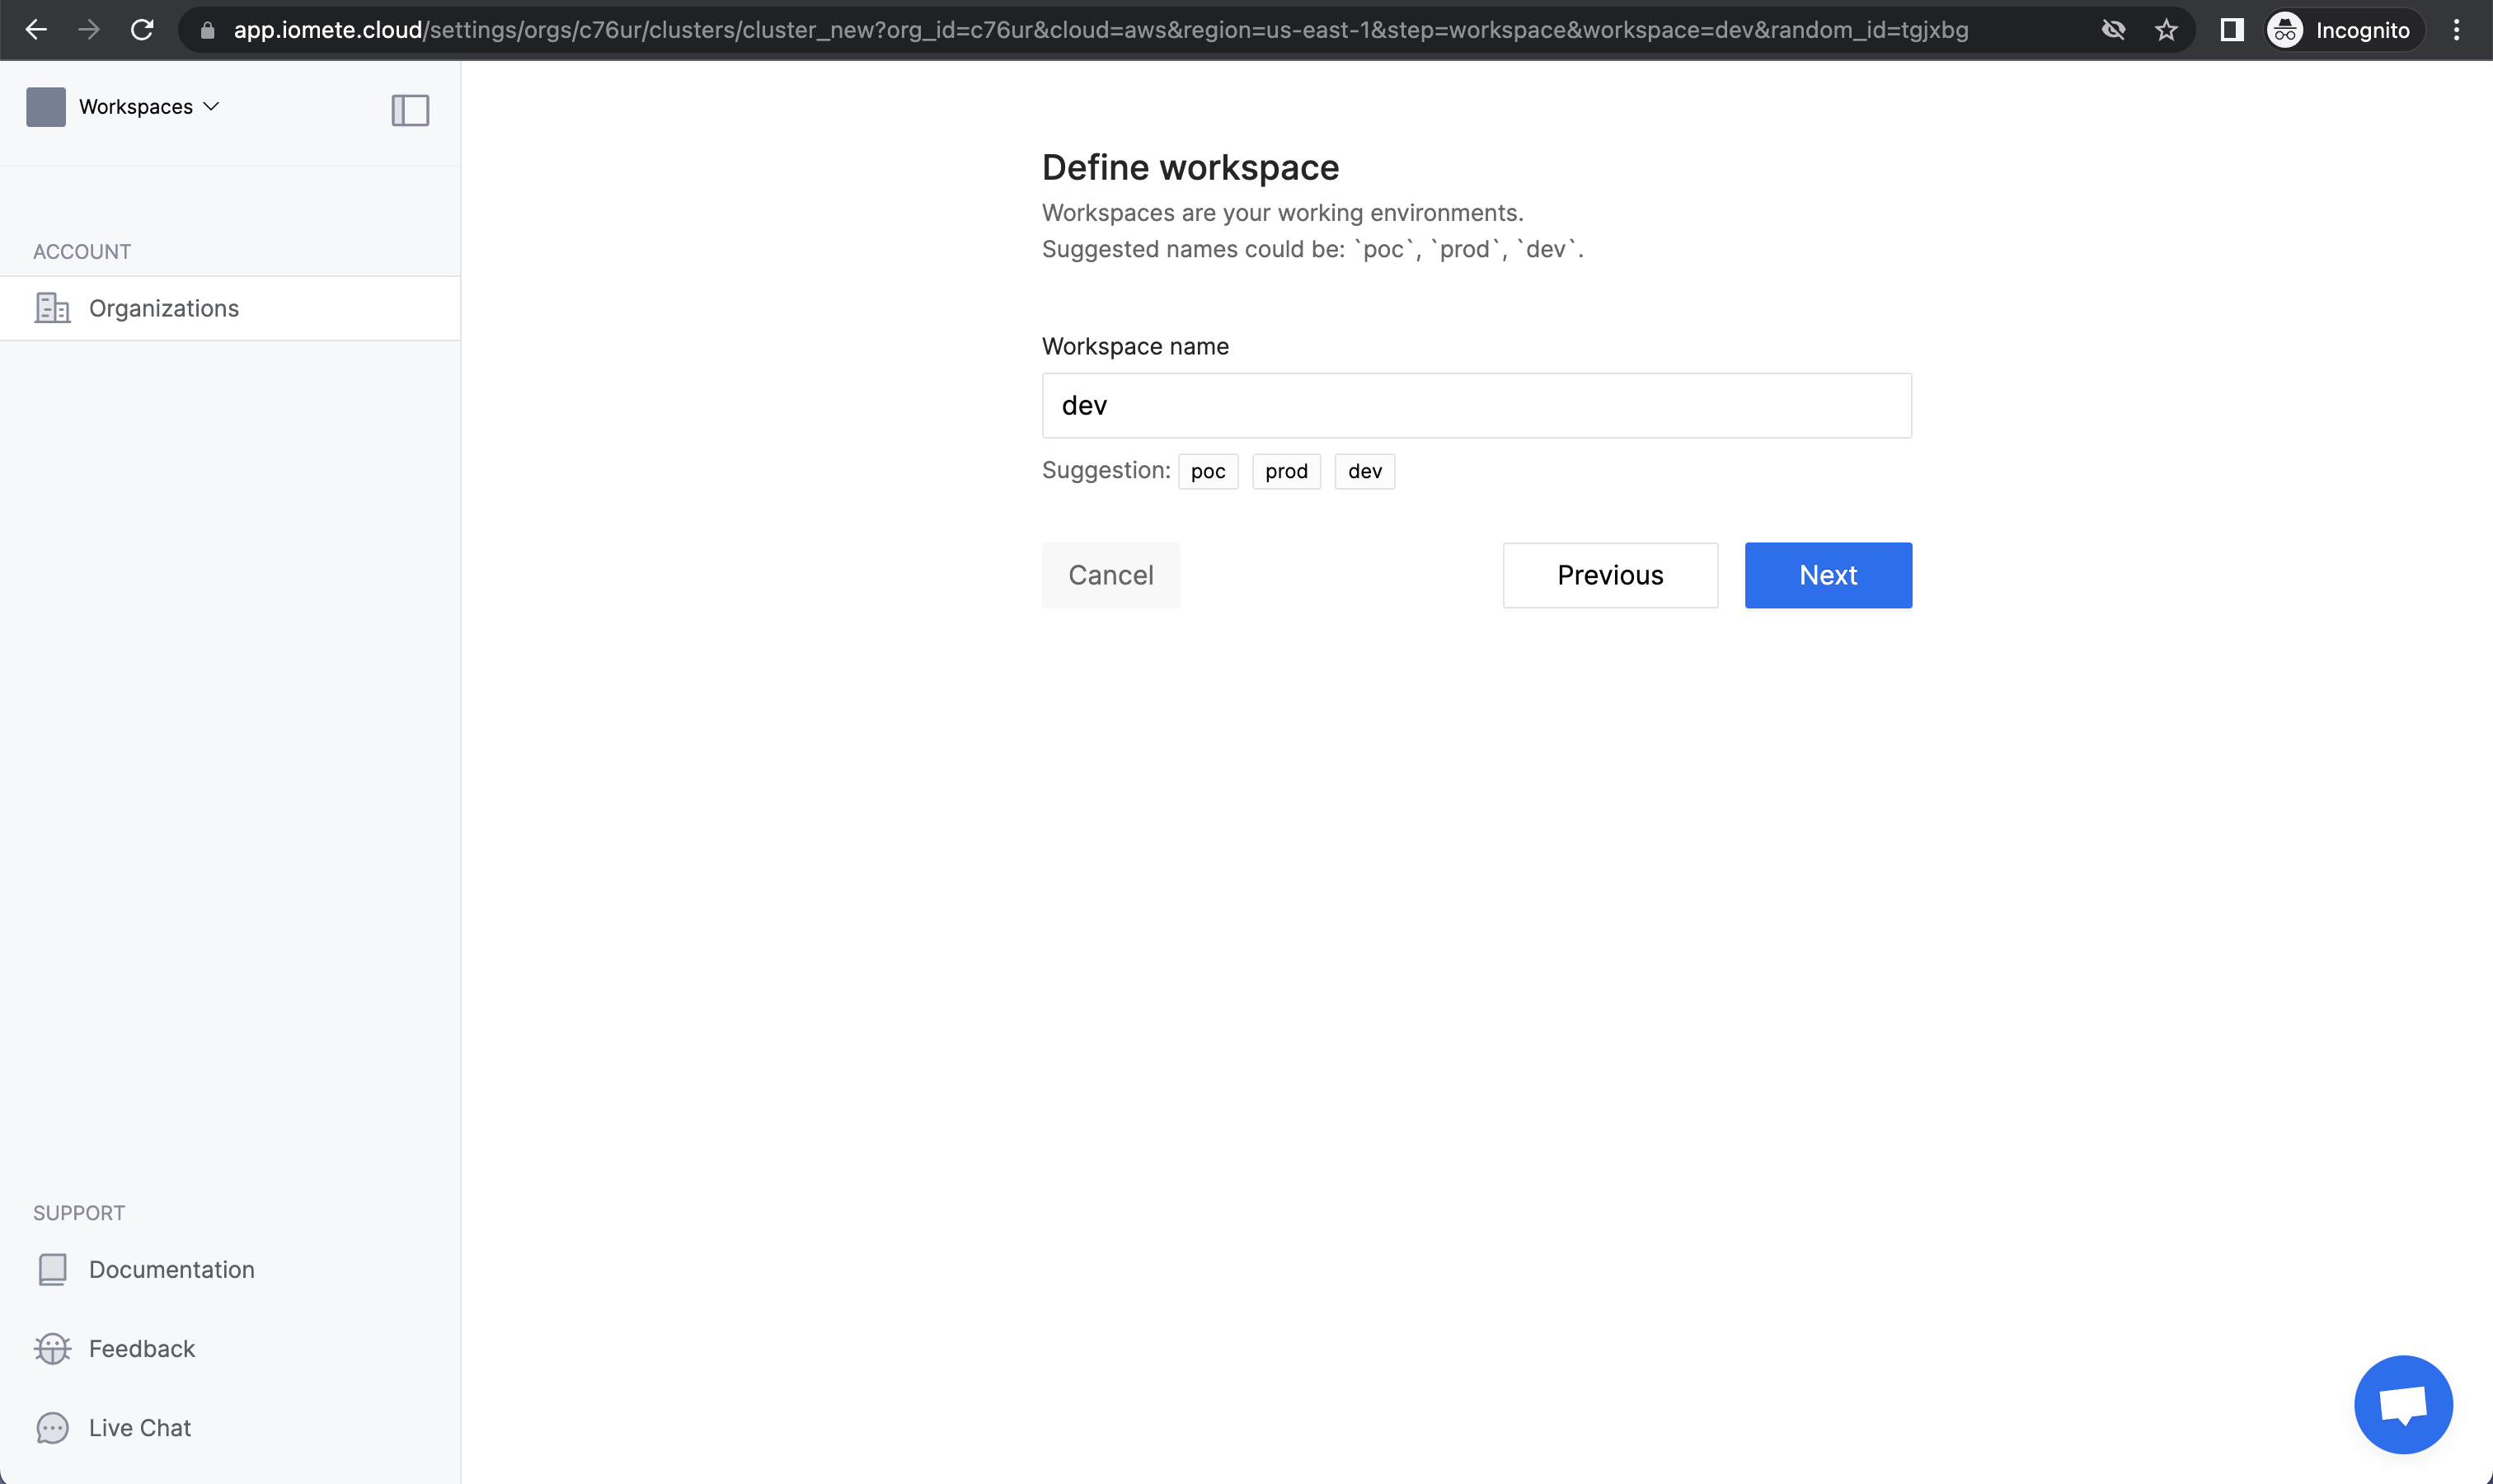 app.iomete.cloud/settings/orgs/c76ur/clusters/cluster_new?org_id=c76ur&cloud=aws&region=us-east-1&step=workspace&workspace=dev&random_id=tgjxbg
Incognito
Workspaces
ACCOUNT
Organizations
Define workspace
Workspaces are your working environments.
Suggested names could be: `poc`, `prod`, `dev`.
Workspace name
dev
Suggestion: poc prod dev
Cancel Previous Next
SUPPORT
Documentation
Feedback
Live Chat